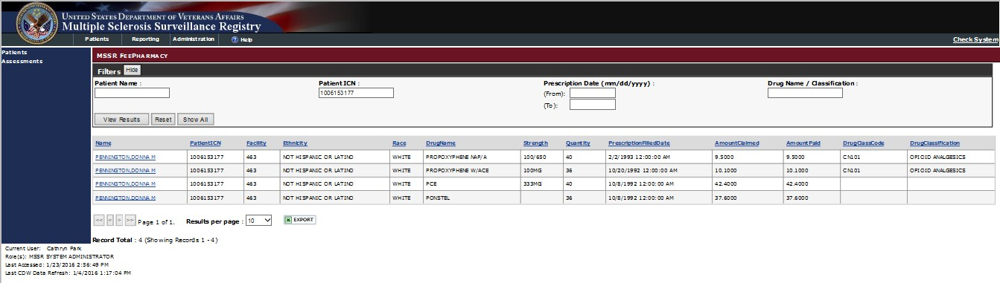 UNITED STATES DEPARTMENT OF VETERANS AFFAIRS
Multiple Sclerosis Surveillance Registry
Patients Reporting Administration Help Check System
Patients
Assessments
MSSR FEEPHARMACY
Filters Hide
Patient Name : Patient ICN : Prescription Date (mm/dd/yyyy) : Drug Name / Classification :
1006153177 (From):
(To):
View Results Reset Show All
Name PatientICN Facility Ethnicity Race DrugName Strength Quantity PrescriptionFilledDate AmountClaimed AmountPaid DrugClassCode DrugClassification
PENNINGTON,DONNA M 1006153177 463 NOT HISPANIC OR LATINO WHITE PROPOXYPHENE NAP/A 100/650 40 2/2/1993 12:00:00 AM 9.5000 9.5000 CN101 OPIOID ANALGESICS
PENNINGTON,DONNA M 1006153177 463 NOT HISPANIC OR LATINO WHITE PROPOXYPHENE W/ACE 100MG 36 10/20/1992 12:00:00 AM 10.1000 10.1000 CN101 OPIOID ANALGESICS
PENNINGTON,DONNA M 1006153177 463 NOT HISPANIC OR LATINO WHITE PCE 333MG 40 10/8/1992 12:00:00 AM 42.4000 42.4000
PENNINGTON,DONNA M 1006153177 463 NOT HISPANIC OR LATINO WHITE PONSTEL 36 10/8/1992 12:00:00 AM 37.6000 37.6000
<< < > >> Page 1 of 1. Results per page : 10 EXPORT
Record Total : 4 (Showing Records 1 - 4)
Current User: Cathryn Park
Role(s): MSSR SYSTEM ADMINISTRATOR
Last Accessed: 1/23/2016 2:56:49 PM
Last CDW Data Refresh: 1/4/2016 1:17:04 PM